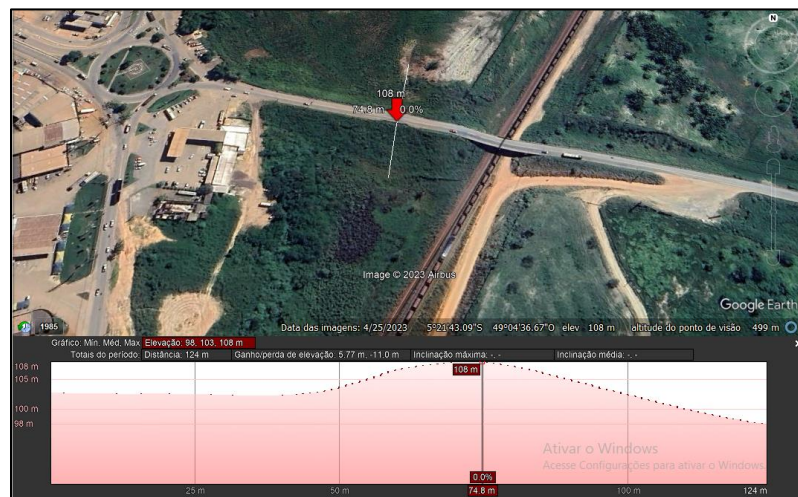 N
108 m
74.8 m 0.0%
Image © 2023 Airbus
Google Earth
1985
Data das imagens: 4/25/2023 5°21'43.09"S 49°04'36.67"O elev 108 m altitude do ponto de visão 499 m
Gráfico: Mín. Méd, Max Elevação: 98, 103, 108 m
Totais do período: Distância: 124 m Ganho/perda de elevação: 5.77 m, -11.0 m Inclinação máxima: -. - Inclinação média: -. -
108 m
108 m
105 m
100 m
98 m
Ativar o Windows
Acesse Configurações para ativar o Windows.
0.0%
25 m 50 m 74.8 m 100 m 124 m